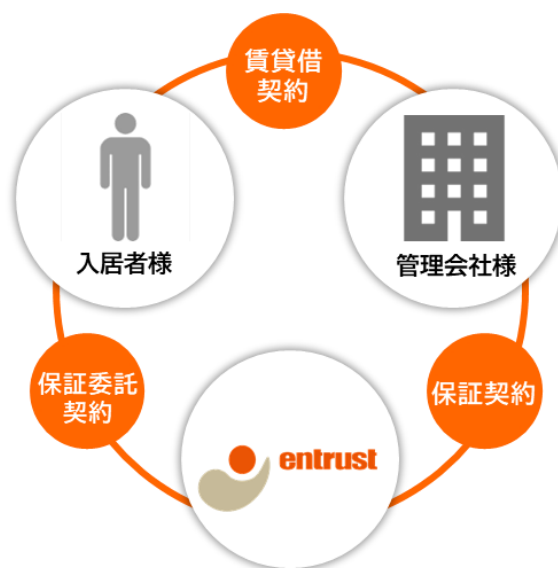 賃貸借
契約
入居者様
管理会社様
保証委託
契約
保証契約
entrust